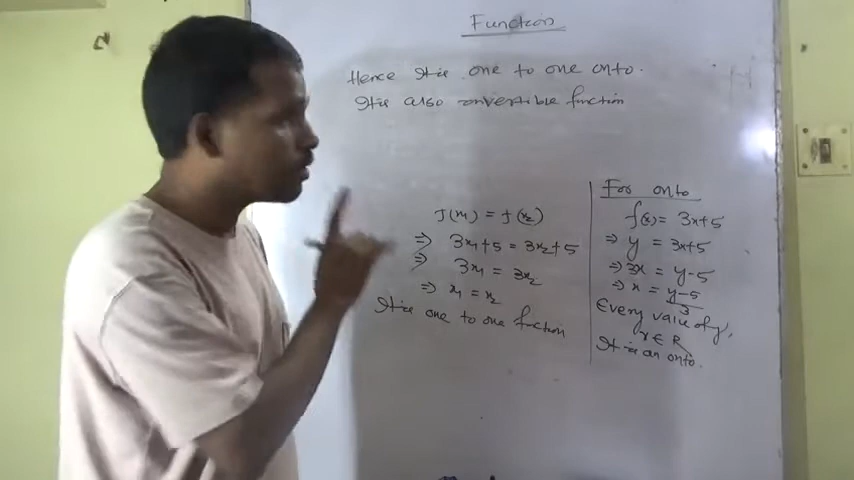 Function
Hence It is one to one onto.
It is also convertible function
f(x₁) = f(x₂)
⇒ 3x₁+5 = 3x₂+5
⇒ 3x₁ = 3x₂
⇒ x₁ = x₂
It is one to one function
For onto
f(x) = 3x+5
⇒ y = 3x+5
⇒ 3x = y-5
⇒ x = y-5/3
Every value of y,
x ∈ R
It is an onto.